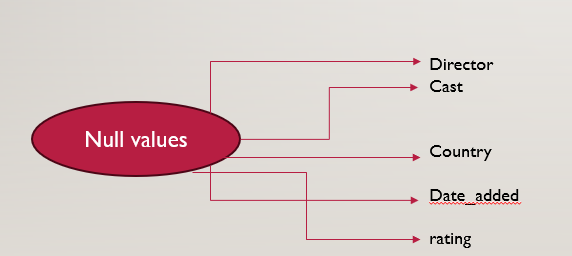 Null values
Director
Cast
Country
Date_added
rating